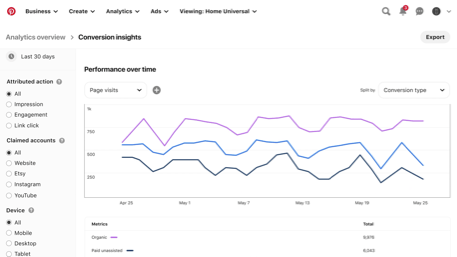 Business
Create
Analytics
Ads
Viewing: Home Universal
Analytics overview
Conversion insights
Export
Last 30 days
Attributed action
All
Impression
Engagement
Link click
Claimed accounts
All
Website
Etsy
Instagram
YouTube
Device
All
Mobile
Desktop
Tablet
Performance over time
Page visits
Split by
Conversion type
%
750
500
250
Apr 25
May 1
May 7
May 13
May 19
May 25
Metrics
Total
Organic
Paid unassisted